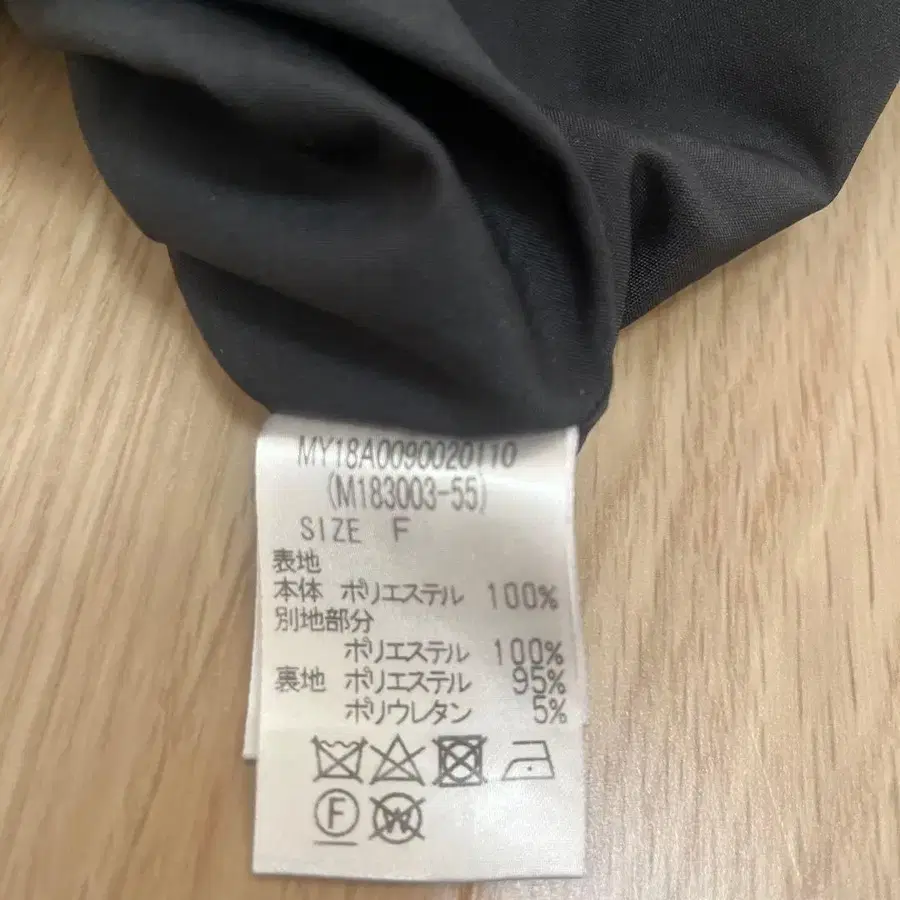 MY18A0090020110
(M183003-55)
SIZE F
表地
本体 ポリエステル 100%
別地部分
ポリエステル 100%
裏地 ポリエステル 95%
ポリウレタン 5%
F
W